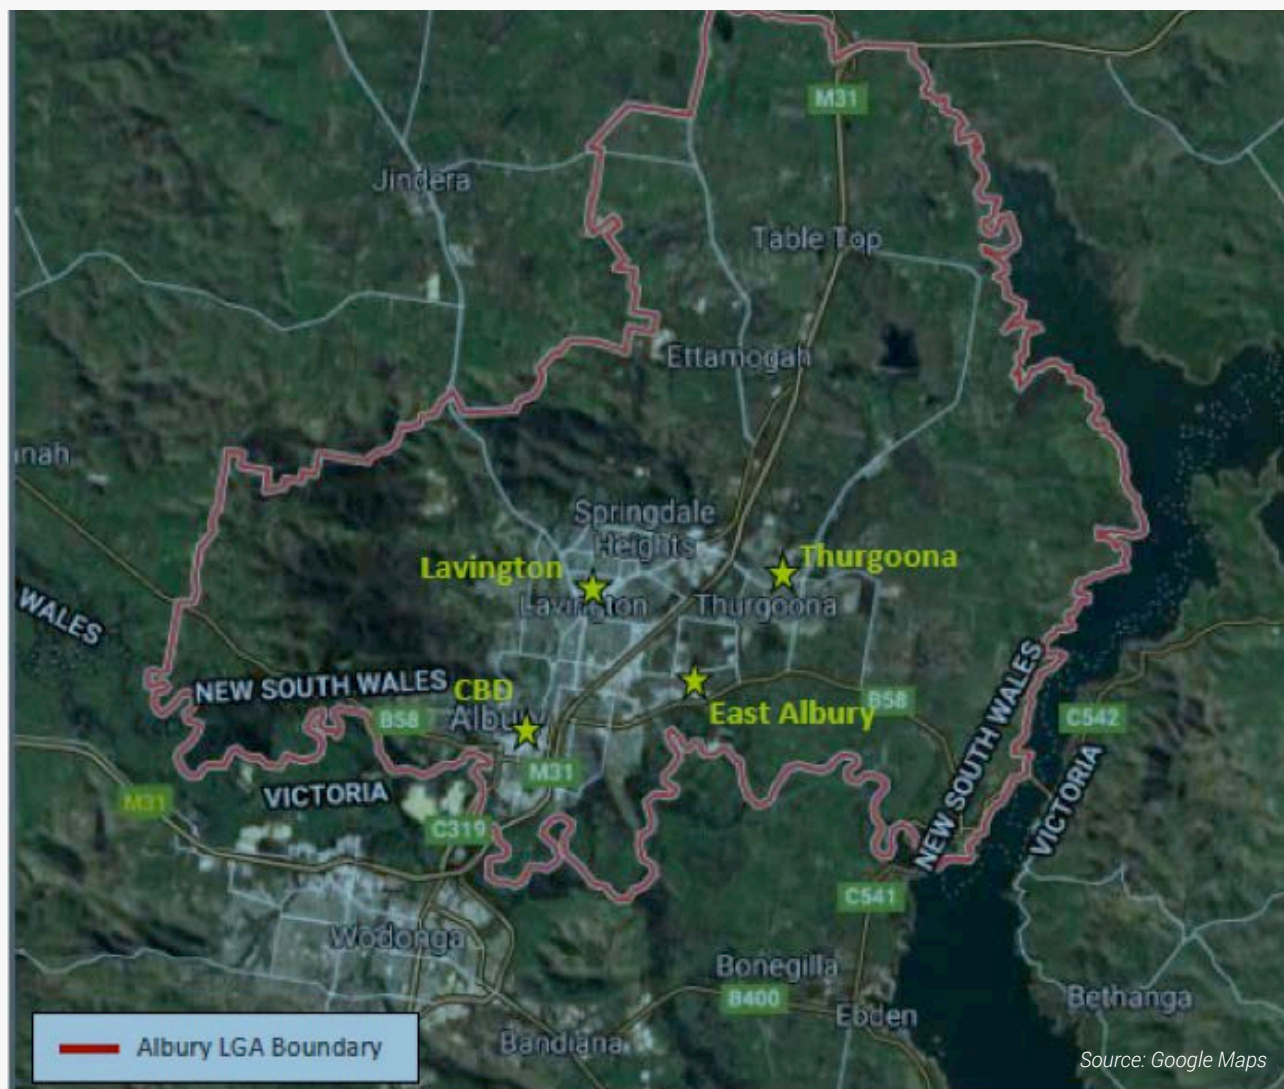 M31
Jindera
Table Top
Ettamogah
nah
Springdale
Heights
Lavington
Thurgoona
Lavington
Thurgoona
WALES
NEW SOUTH WALES
CBD
B58
Albury
East Albury
B58
C542
M31
NEW SOUTH WALES
VICTORIA
VICTORIA
M31
C319
C541
Wodonga
Bonegilla
B400
Bethanga
Ebden
Bandiana
Albury LGA Boundary
Source: Google Maps